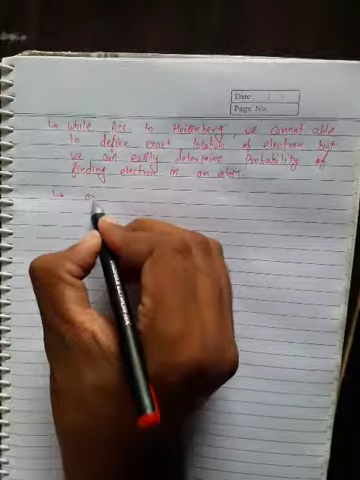 Date :
Page No.
↳ while Acc. to Heisenberg, we cannot able
to define exact location of electron but
we can easily determine Probability of
finding electron in an atom.
↳